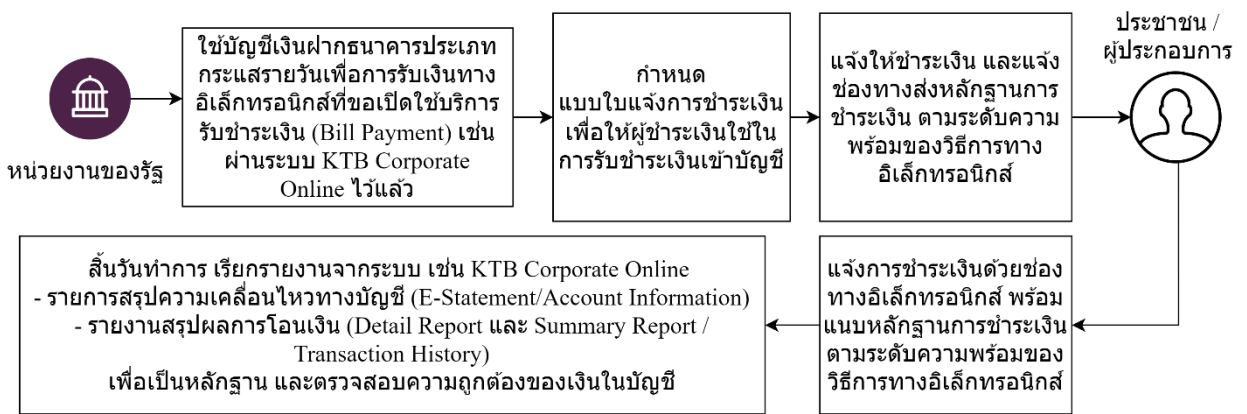 หน่วยงานของรัฐ
ใช้บัญชีเงินฝากธนาคารประเภท
กระแสรายวันเพื่อการรับเงินทาง
อิเล็กทรอนิกส์ที่ขอเปิดใช้บริการ
รับชำระเงิน (Bill Payment) เช่น
ผ่านระบบ KTB Corporate
Online ไว้แล้ว
กำหนด
แบบใบแจ้งการชำระเงิน
เพื่อให้ผู้ชำระเงินใช้ใน
การรับชำระเงินเข้าบัญชี
แจ้งให้ชำระเงิน และแจ้ง
ช่องทางส่งหลักฐานการ
ชำระเงิน ตามระดับความ
พร้อมของวิธีการทาง
อิเล็กทรอนิกส์
ประชาชน /
ผู้ประกอบการ
แจ้งการชำระเงินด้วยช่อง
ทางอิเล็กทรอนิกส์ พร้อม
แนบหลักฐานการชำระเงิน
ตามระดับความพร้อมของ
วิธีการทางอิเล็กทรอนิกส์
สิ้นวันทำการ เรียกรายงานจากระบบ เช่น KTB Corporate Online
- รายการสรุปความเคลื่อนไหวทางบัญชี (E-Statement/Account Information)
- รายงานสรุปผลการโอนเงิน (Detail Report และ Summary Report /
Transaction History)
เพื่อเป็นหลักฐาน และตรวจสอบความถูกต้องของเงินในบัญชี